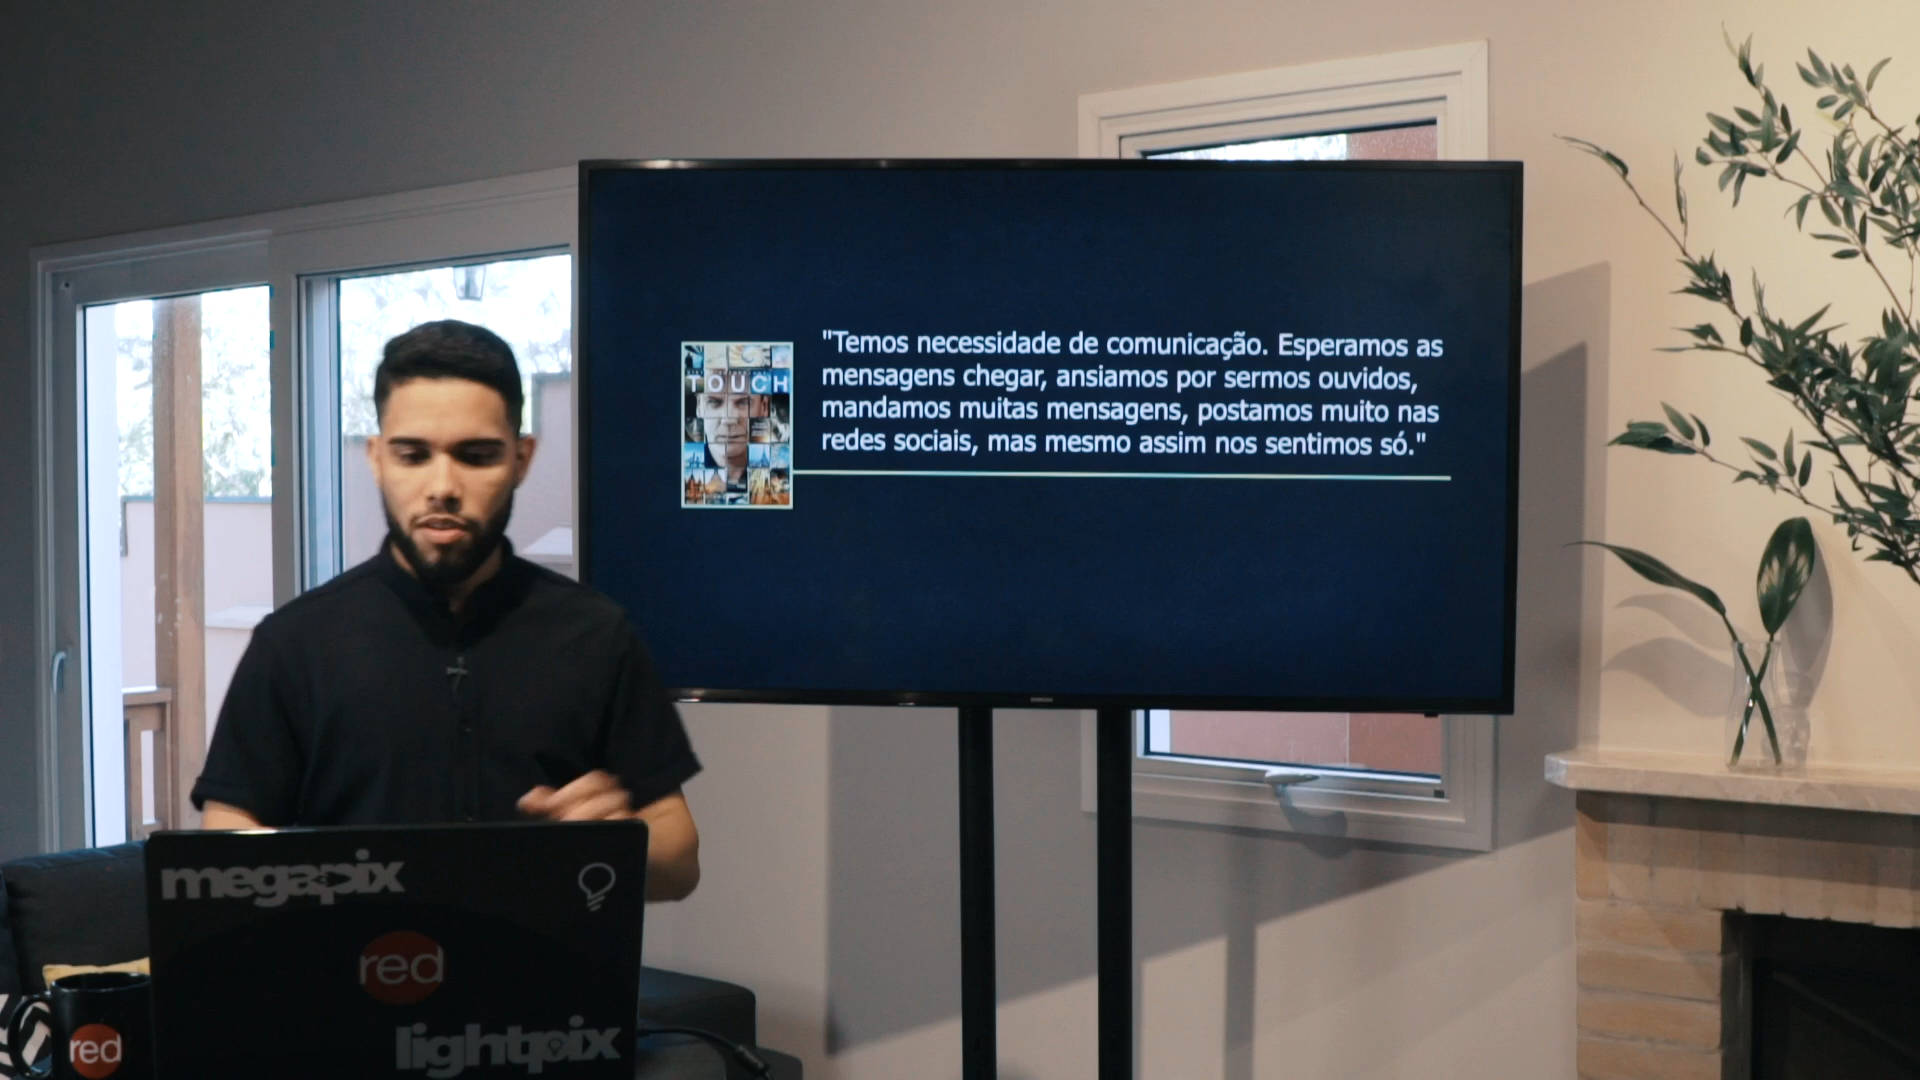 TOUCH
"Temos necessidade de comunicação. Esperamos as
mensagens chegar, ansiamos por sermos ouvidos,
mandamos muitas mensagens, postamos muito nas
redes sociais, mas mesmo assim nos sentimos só."
megapix
red
lightpix
red